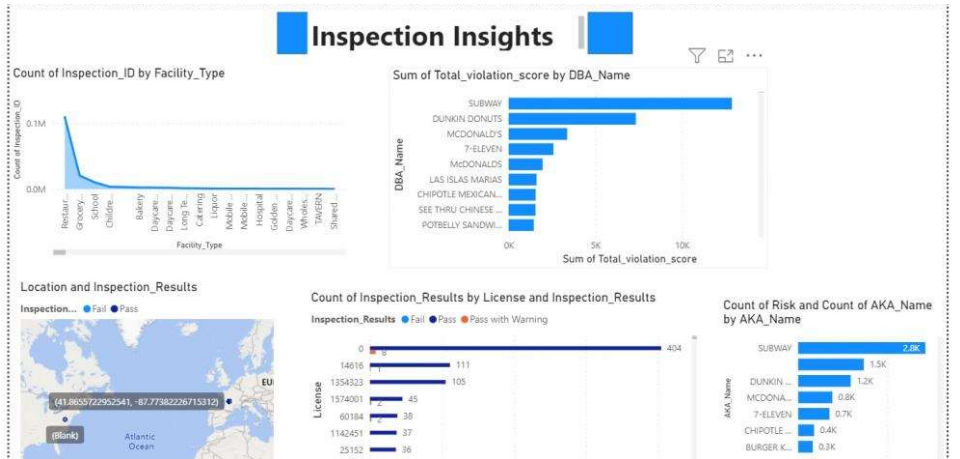 Inspection Insights
Count of Inspection_ID by Facility_Type
Count of Inspection_ID
0.1M
0.0M
Restaur...
Grocery...
School
Childre...
Bakery
Daycare...
Daycare...
Long Te...
Catering
Liquor
Mobile ...
Mobile ...
Hospital
Golden ...
Daycare...
Wholes...
TAVERN
Shared ...
Facility_Type
Sum of Total_violation_score by DBA_Name
DBA_Name
SUBWAY
DUNKIN DONUTS
MCDONALD'S
7-ELEVEN
McDONALDS
LAS ISLAS MARIAS
CHIPOTLE MEXICAN...
SEE THRU CHINESE ...
POTBELLY SANDWI...
0K 5K 10K
Sum of Total_violation_score
Location and Inspection_Results
Inspection... Fail Pass
EU
(41.8655722952541, -87.77382226715312)
(Blank)
Atlantic
Ocean
Count of Inspection_Results by License and Inspection_Results
Inspection_Results Fail Pass Pass with Warning
License
0 404
8
14616 111
1
1354323 105
1574001 45
2
60184 38
2
1142451 37
25152 36
Count of Risk and Count of AKA_Name
by AKA_Name
AKA_Name
SUBWAY 2.8K
1.5K
DUNKIN ... 1.2K
MCDONA... 0.8K
7-ELEVEN 0.7K
CHIPOTLE ... 0.4K
BURGER K... 0.3K